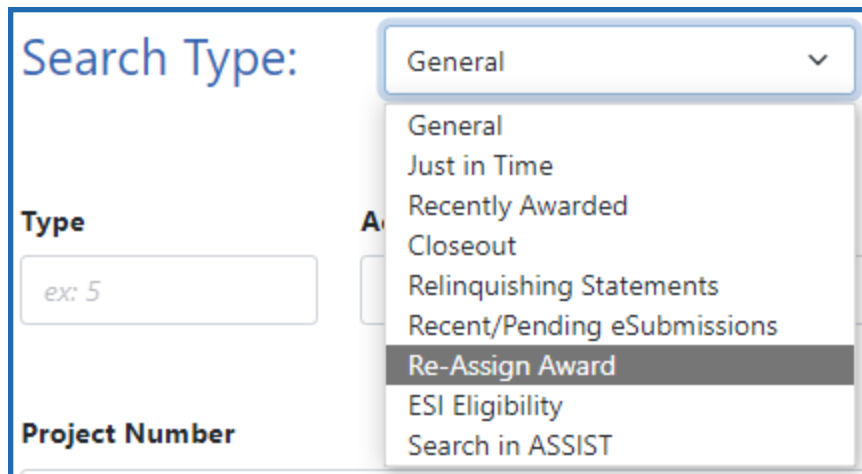 Search Type:
General
General
Just in Time
Recently Awarded
Closeout
Relinquishing Statements
Recent/Pending eSubmissions
Re-Assign Award
ESI Eligibility
Search in ASSIST
Type
ex: 5
Project Number